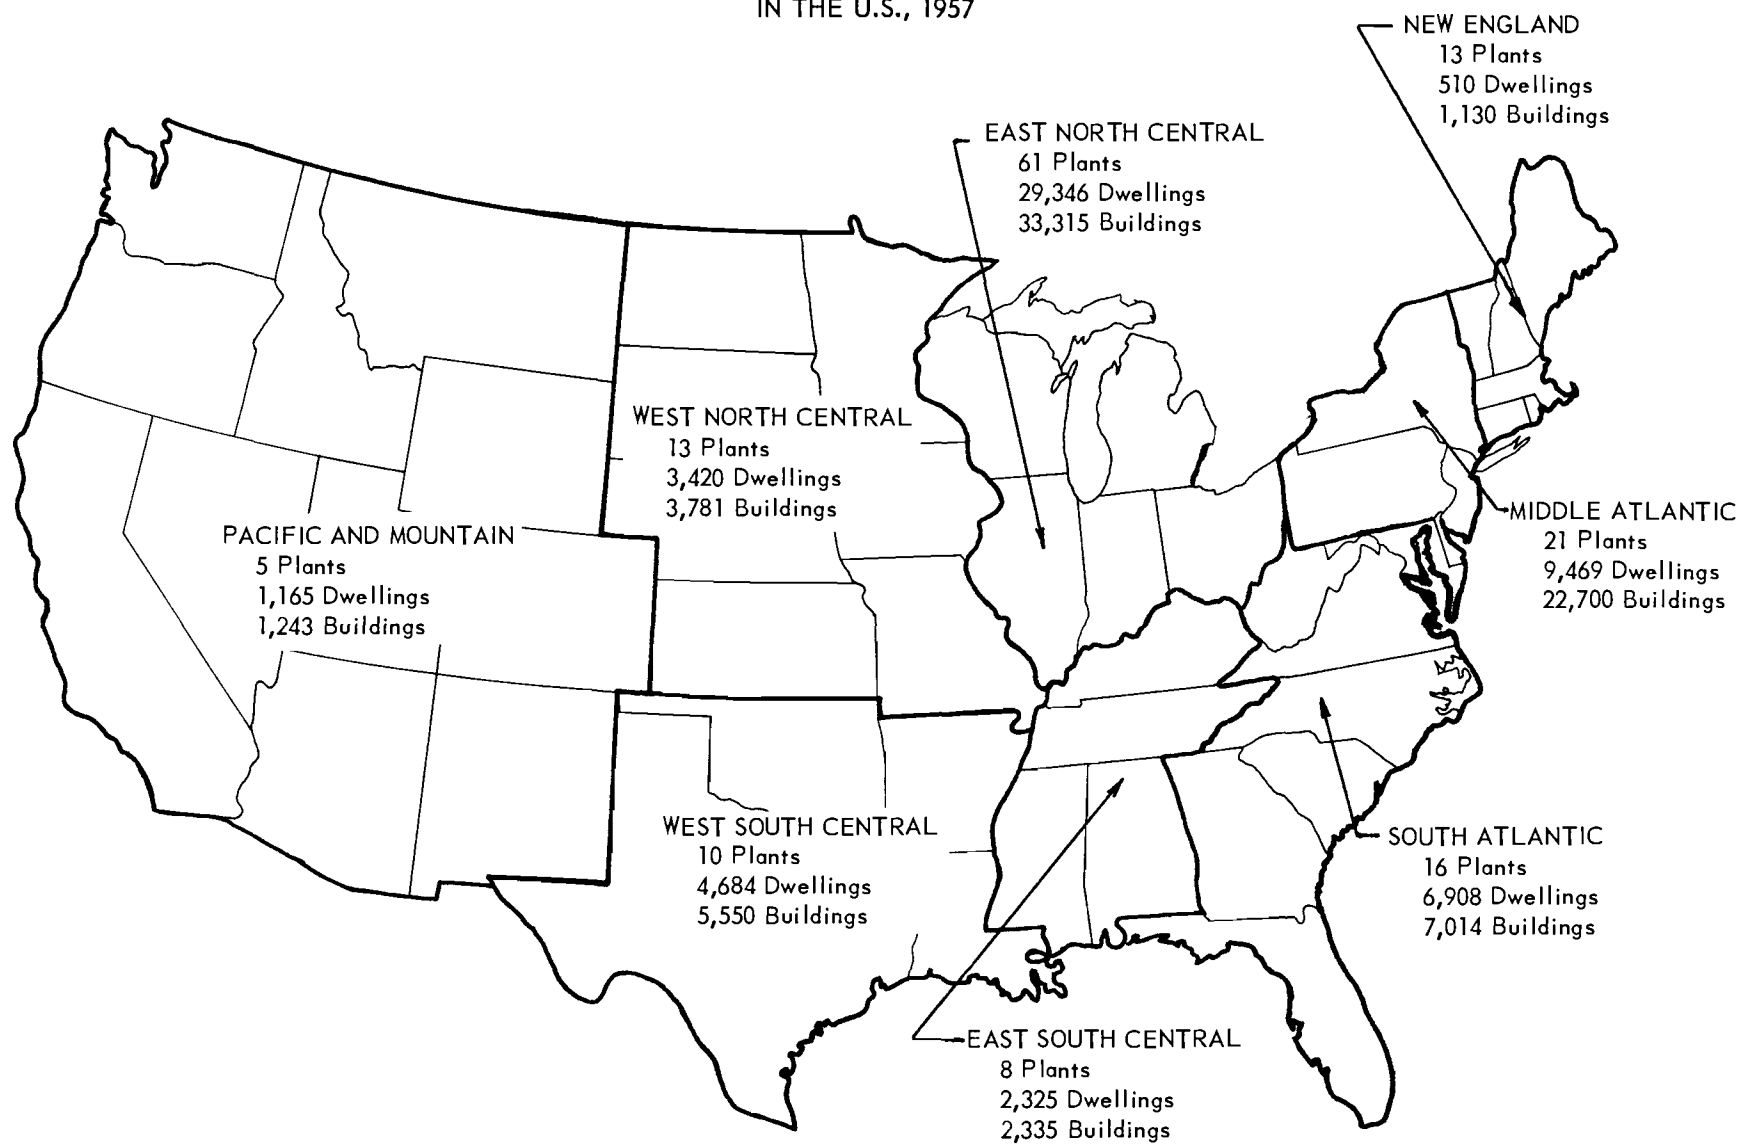 IN THE U.S., 1957
NEW ENGLAND
13 Plants
510 Dwellings
1,130 Buildings
EAST NORTH CENTRAL
61 Plants
29,346 Dwellings
33,315 Buildings
WEST NORTH CENTRAL
13 Plants
3,420 Dwellings
3,781 Buildings
PACIFIC AND MOUNTAIN
5 Plants
1,165 Dwellings
1,243 Buildings
MIDDLE ATLANTIC
21 Plants
9,469 Dwellings
22,700 Buildings
WEST SOUTH CENTRAL
10 Plants
4,684 Dwellings
5,550 Buildings
SOUTH ATLANTIC
16 Plants
6,908 Dwellings
7,014 Buildings
EAST SOUTH CENTRAL
8 Plants
2,325 Dwellings
2,335 Buildings